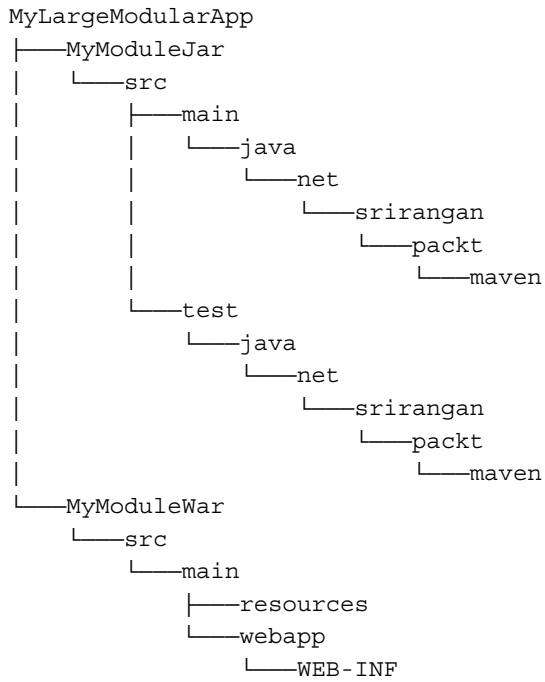 MyLargeModularApp
├───MyModuleJar
│   └───src
│       ├───main
│       │   └───java
│       │       └───net
│       │           └───srirangan
│       │               └───packt
│       │                   └───maven
│       │
│       └───test
│           └───java
│               └───net
│                   └───srirangan
│                       └───packt
│                           └───maven
└───MyModuleWar
    └───src
        └───main
            ├───resources
            └───webapp
                └───WEB-INF